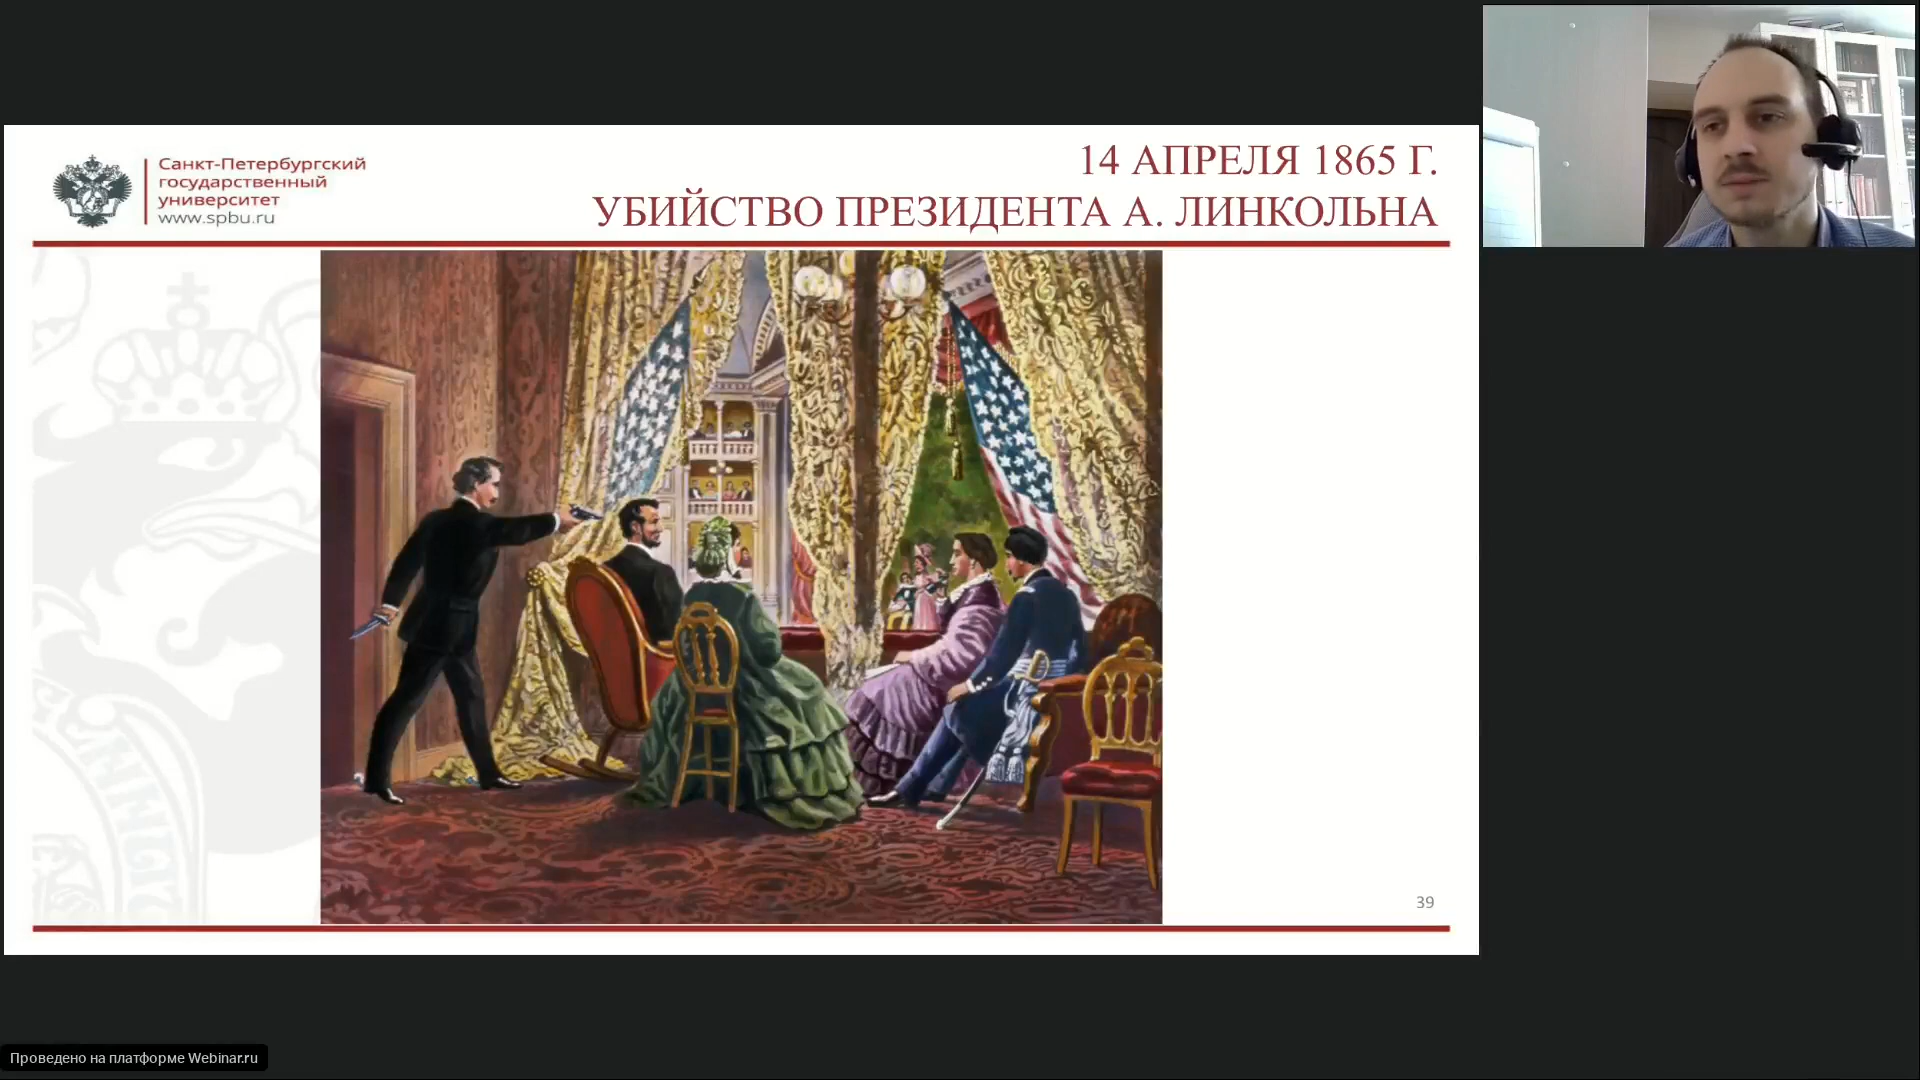 Санкт-Петербургский
государственный
университет
www.spbu.ru
14 АПРЕЛЯ 1865 Г.
УБИЙСТВО ПРЕЗИДЕНТА А. ЛИНКОЛЬНА
39
Проведено на платформе Webinar.ru